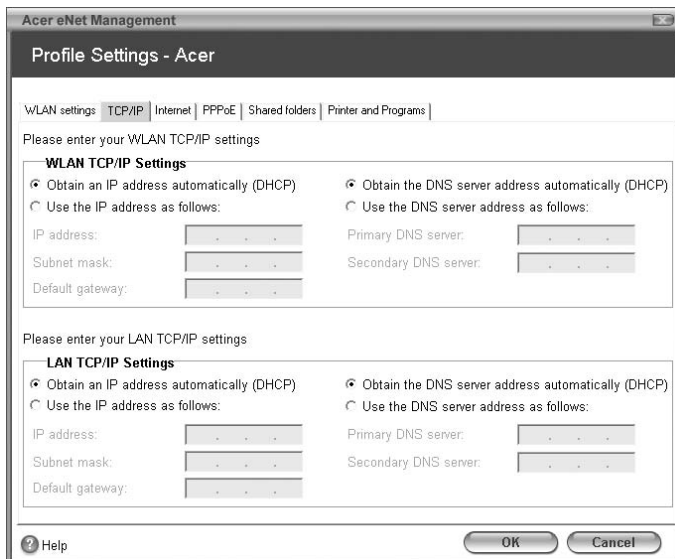 Acer eNet Management
Profile Settings - Acer
WLAN settings TCP/IP Internet PPPoE Shared folders Printer and Programs
Please enter your WLAN TCP/IP settings
WLAN TCP/IP Settings
Obtain an IP address automatically (DHCP) Obtain the DNS server address automatically (DHCP)
Use the IP address as follows: Use the DNS server address as follows:
IP address: Primary DNS server:
Subnet mask: Secondary DNS server:
Default gateway:
Please enter your LAN TCP/IP settings
LAN TCP/IP Settings
Obtain an IP address automatically (DHCP) Obtain the DNS server address automatically (DHCP)
Use the IP address as follows: Use the DNS server address as follows:
IP address: Primary DNS server:
Subnet mask: Secondary DNS server:
Default gateway:
? Help OK Cancel